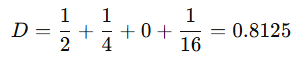 D = 1/2 + 1/4 + 0 + 1/16 = 0.8125